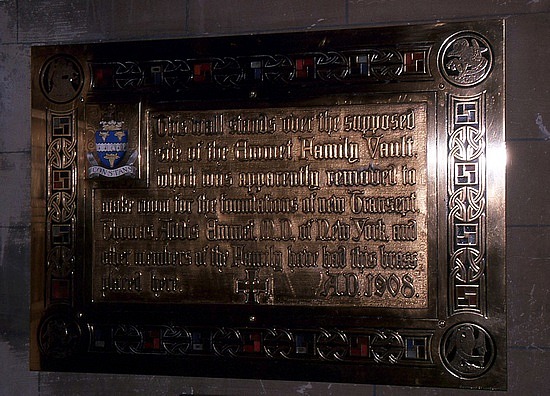 This wall stands over the supposed
site of the Emmet Family Vault.
which was apparently removed to
make room for the foundations of new Transept
Thomas Addis Emmet, M.D. of New York and
other members of the Family have had this brass
placed here A.D. 1908.
CONSTANS